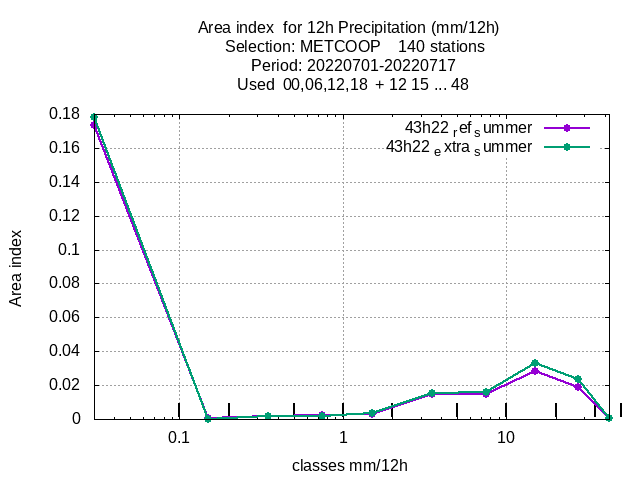 Area index  for 12h Precipitation (mm/12h)
Selection: METCOOP    140 stations
Period: 20220701-20220717
Used  00,06,12,18  + 12 15 ... 48
43h22 ref summer
43h22 extra summer
0.18
0.16
0.14
0.12
0.1
0.08
0.06
0.04
0.02
0
Area index
0.1
1
10
classes mm/12h